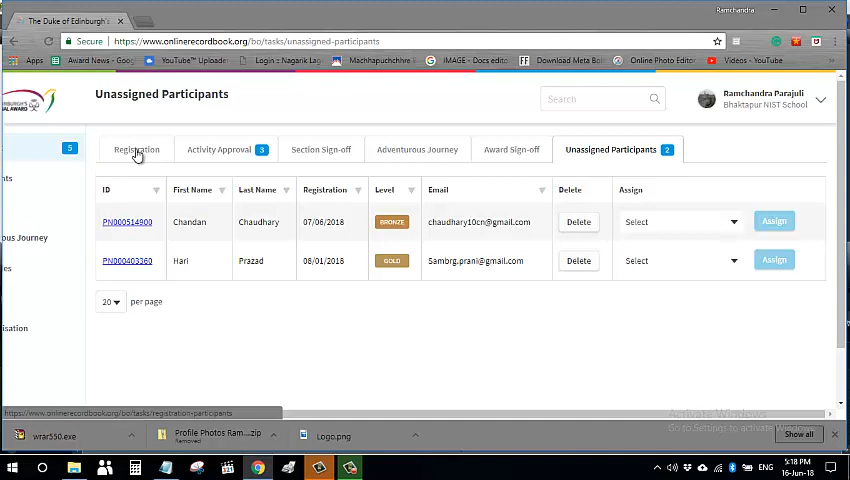 Ramchandra
The Duke of Edinburgh's
Secure
https://www.onlinerecordbook.org/bo/tasks/unassigned-participants
Apps
Award News - Googl
YouTube™ Uploader
Login :: Nagarik Lag
Machhapuchchhre
IMAGE - Docs editor
Download Meta Bol
Online Photo Editor
Videos - YouTube
Unassigned Participants
Search
Ramchandra Parajuli
Bhaktapur NIST School
5
Registration
Activity Approval 3
Section Sign-off
Adventurous Journey
Award Sign-off
Unassigned Participants 2
ID First Name Last Name Registration Level Email Delete Assign
PN000514900 Chandan Chaudhary 07/06/2018 BRONZE chaudhary10cn@gmail.com Delete Select Assign
PN000403360 Hari Prazad 08/01/2018 GOLD Sambrg.prani@gmail.com Delete Select Assign
20 per page
https://www.onlinerecordbook.org/bo/tasks/registration-participants
Activate Windows
Go to Settings to activate Windows.
wrar550.exe
Profile Photos Ram....zip
Removed
Logo.png
Show all
ENG
5:18 PM
16-Jun-18